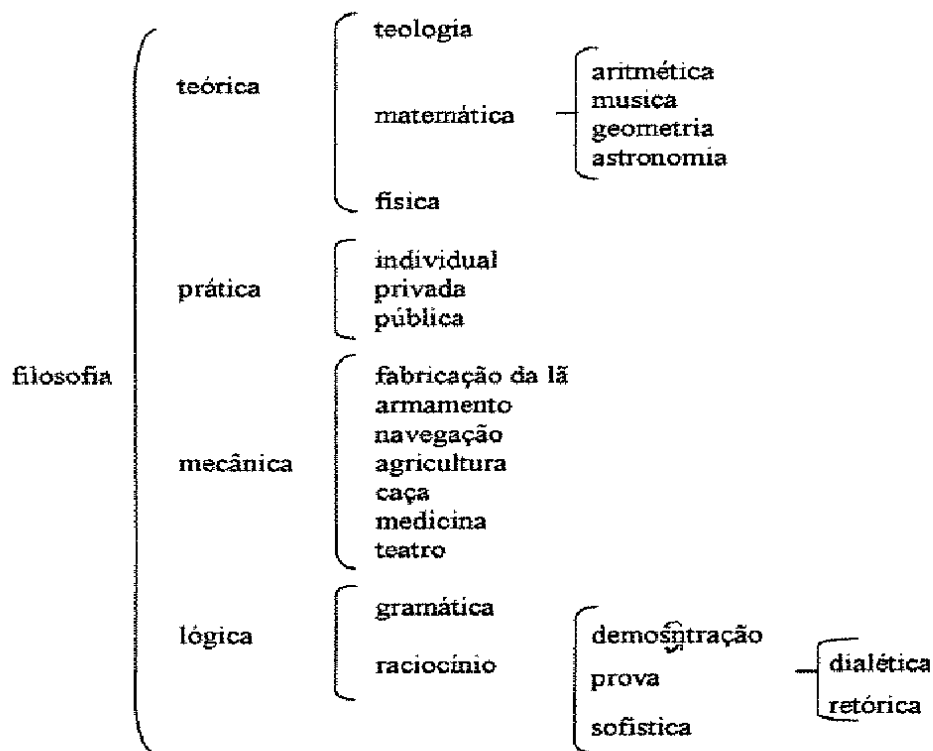 teologia
teórica
matemática
aritmética
musica
geometria
astronomia
física
prática
individual
privada
pública
filosofia
mecânica
fabricação da lã
armamento
navegação
agricultura
caça
medicina
teatro
lógica
gramática
raciocínio
demosntração
prova
dialética
retórica
sofistica